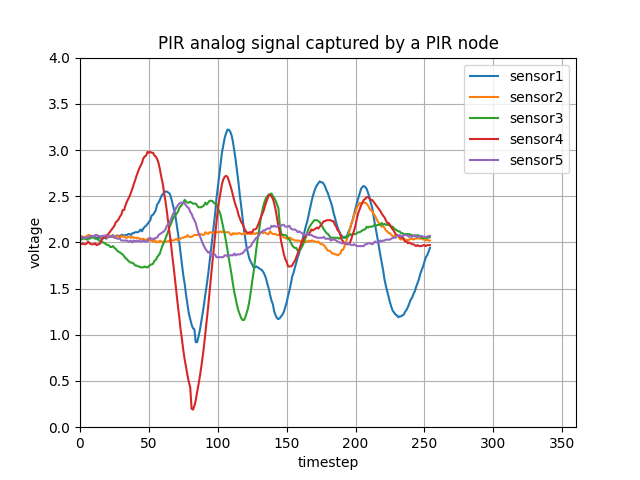 PIR analog signal captured by a PIR node
4.0
3.5
3.0
2.5
2.0
1.5
1.0
0.5
0.0
voltage
sensor1
sensor2
sensor3
sensor4
sensor5
0 50 100 150 200 250 300 350
timestep